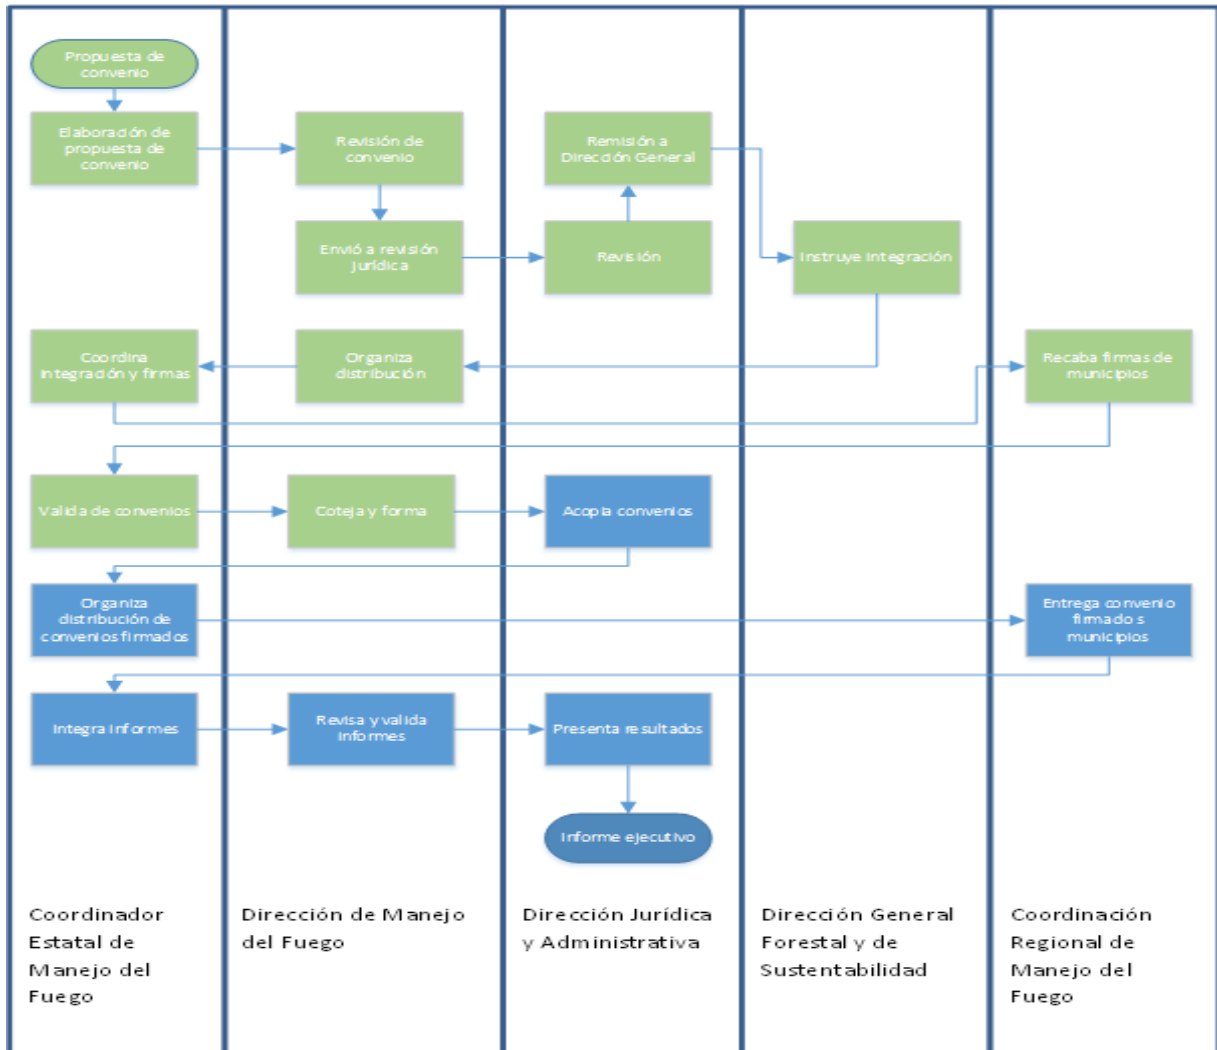 Propuesta de
convenio
Elaboración de
propuesta de
convenio
Revisión de
convenio
Remisión a
Dirección General
Envió a revisión
Jurídica
Revisión
Instruye Integración
Coordina
Integración y firmas
Organiza
distribución
Recaba firmas de
municipios
Valida de convenios
Coteja y forma
Acopia convenios
Organiza
distribución de
convenios firmados
Entrega convenio
firmado s
municipios
Integra Informes
Revisa y valida
Informes
Presenta resultados
Informe ejecutivo
Coordinador
Estatal de
Manejo del
Fuego
Dirección de Manejo
del Fuego
Dirección Jurídica
y Administrativa
Dirección General
Forestal y de
Sustentabilidad
Coordinación
Regional de
Manejo del
Fuego